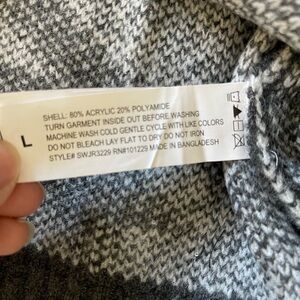 L
SHELL: 80% ACRYLIC 20% POLYAMIDE
TURN GARMENT INSIDE OUT BEFORE WASHING
MACHINE WASH COLD GENTLE CYCLE WITH LIKE COLORS
DO NOT BLEACH LAY FLAT TO DRY DO NOT IRON
STYLE# SWJR3229 RN#101229 MADE IN BANGLADESH